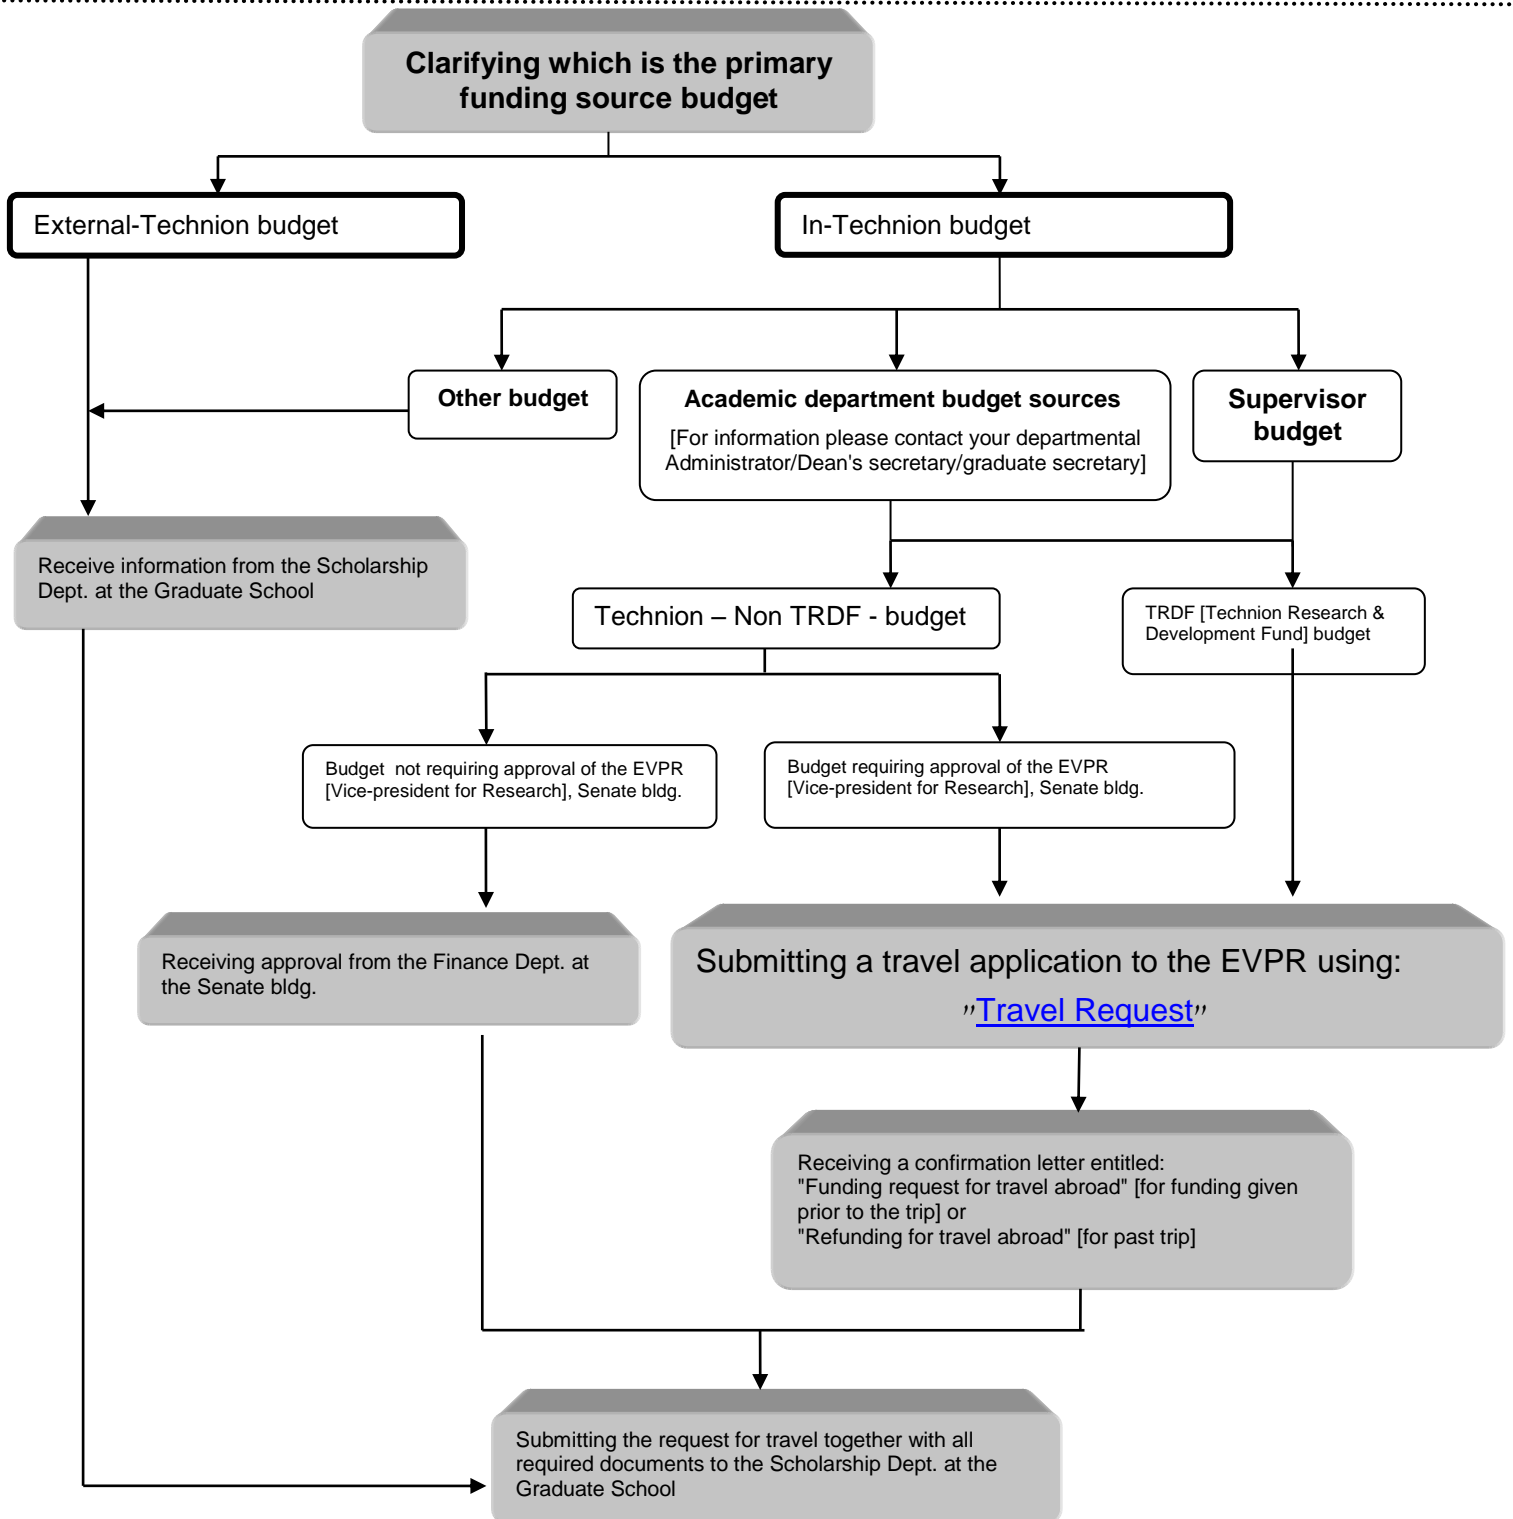 Clarifying which is the primary
funding source budget
External-Technion budget
In-Technion budget
Other budget
Academic department budget sources
[For information please contact your departmental
Administrator/Dean's secretary/graduate secretary]
Supervisor
budget
Receive information from the Scholarship
Dept. at the Graduate School
Technion – Non TRDF - budget
TRDF [Technion Research &
Development Fund] budget
Budget  not requiring approval of the EVPR
[Vice-president for Research], Senate bldg.
Budget requiring approval of the EVPR
[Vice-president for Research], Senate bldg.
Receiving approval from the Finance Dept. at
the Senate bldg.
Submitting a travel application to the EVPR using:
"Travel Request"
Receiving a confirmation letter entitled:
"Funding request for travel abroad" [for funding given
prior to the trip] or
"Refunding for travel abroad" [for past trip]
Submitting the request for travel together with all
required documents to the Scholarship Dept. at the
Graduate School